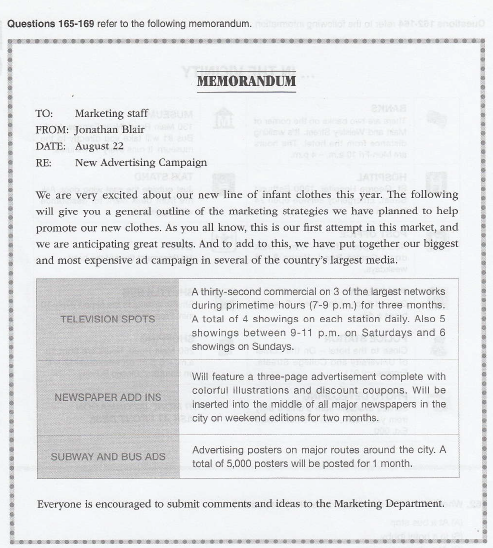 Questions 165-169 refer to the following memorandum.
MEMORANDUM
TO: Marketing staff
FROM: Jonathan Blair
DATE: August 22
RE: New Advertising Campaign
We are very excited about our new line of infant clothes this year. The following
will give you a general outline of the marketing strategies we have planned to help
promote our new clothes. As you all know, this is our first attempt in this market, and
we are anticipating great results. And to add to this, we have put together our biggest
and most expensive ad campaign in several of the country's largest media.
TELEVISION SPOTS
A thirty-second commercial on 3 of the largest networks
during primetime hours (7-9 p.m.) for three months.
A total of 4 showings on each station daily. Also 5
showings between 9-11 p.m. on Saturdays and 6
showings on Sundays.
NEWSPAPER ADD INS
Will feature a three-page advertisement complete with
colorful illustrations and discount coupons. Will be
inserted into the middle of all major newspapers in the
city on weekend editions for two months.
SUBWAY AND BUS ADS
Advertising posters on major routes around the city. A
total of 5,000 posters will be posted for 1 month.
Everyone is encouraged to submit comments and ideas to the Marketing Department.